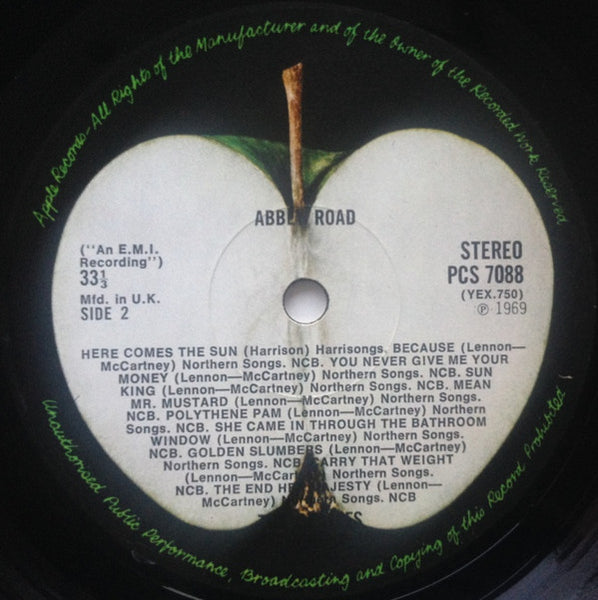 Apple Records-All Rights of the Manufacturer and of the Owner of the Recorded Work Reserved
ABBEY ROAD
("An E.M.I.
Recording")
33⅓
Mfd. in U.K.
SIDE 2
STEREO
PCS 7088
(YEX.750)
℗ 1969
HERE COMES THE SUN (Harrison) Harrisongs. BECAUSE (Lennon—
McCartney) Northern Songs. NCB. YOU NEVER GIVE ME YOUR
MONEY (Lennon—McCartney) Northern Songs. NCB. SUN
KING (Lennon—McCartney) Northern Songs. NCB. MEAN
MR. MUSTARD (Lennon—McCartney) Northern Songs.
NCB. POLYTHENE PAM (Lennon—McCartney) Northern
Songs. NCB. SHE CAME IN THROUGH THE BATHROOM
WINDOW (Lennon—McCartney) Northern Songs.
NCB. GOLDEN SLUMBERS (Lennon—McCartney)
Northern Songs. NCB. CARRY THAT WEIGHT
(Lennon—McCartney) Northern Songs.
NCB. THE END HER MAJESTY (Lennon—
McCartney) Northern Songs. NCB
Unauthorised Public Performance, Broadcasting and Copying of this Record Prohibited